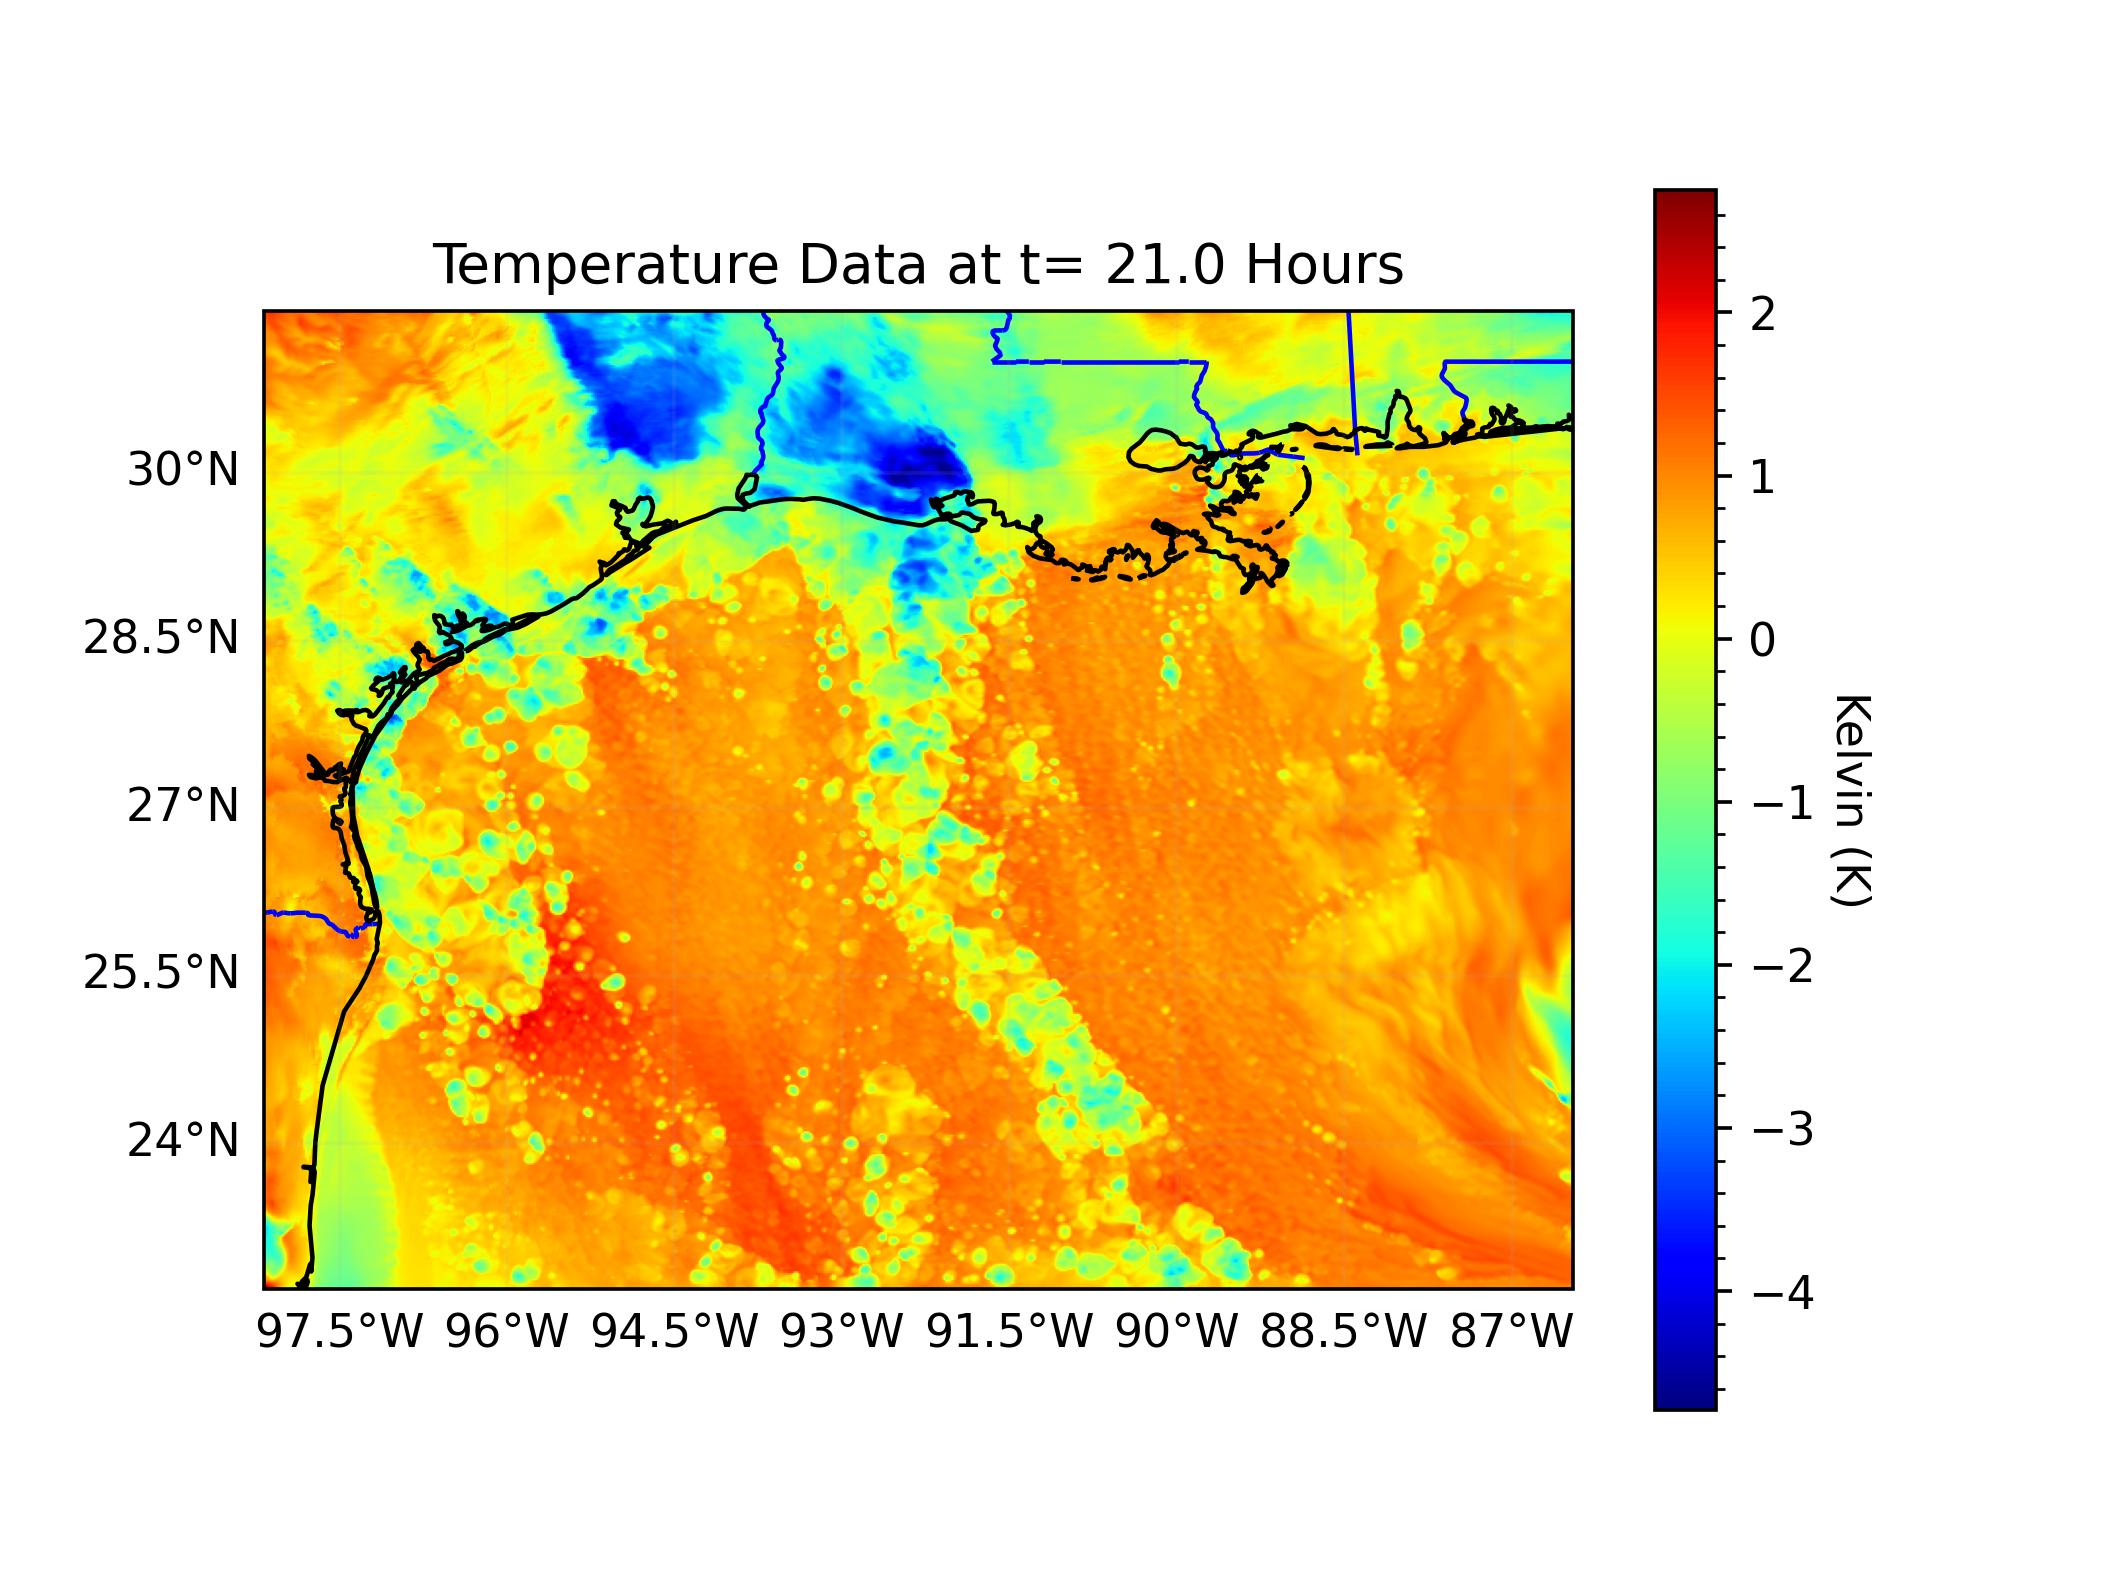 Temperature Data at t= 21.0 Hours
30°N
28.5°N
27°N
25.5°N
24°N
97.5°W 96°W 94.5°W 93°W 91.5°W 90°W 88.5°W 87°W
2
1
0
−1
−2
−3
−4
Kelvin (K)